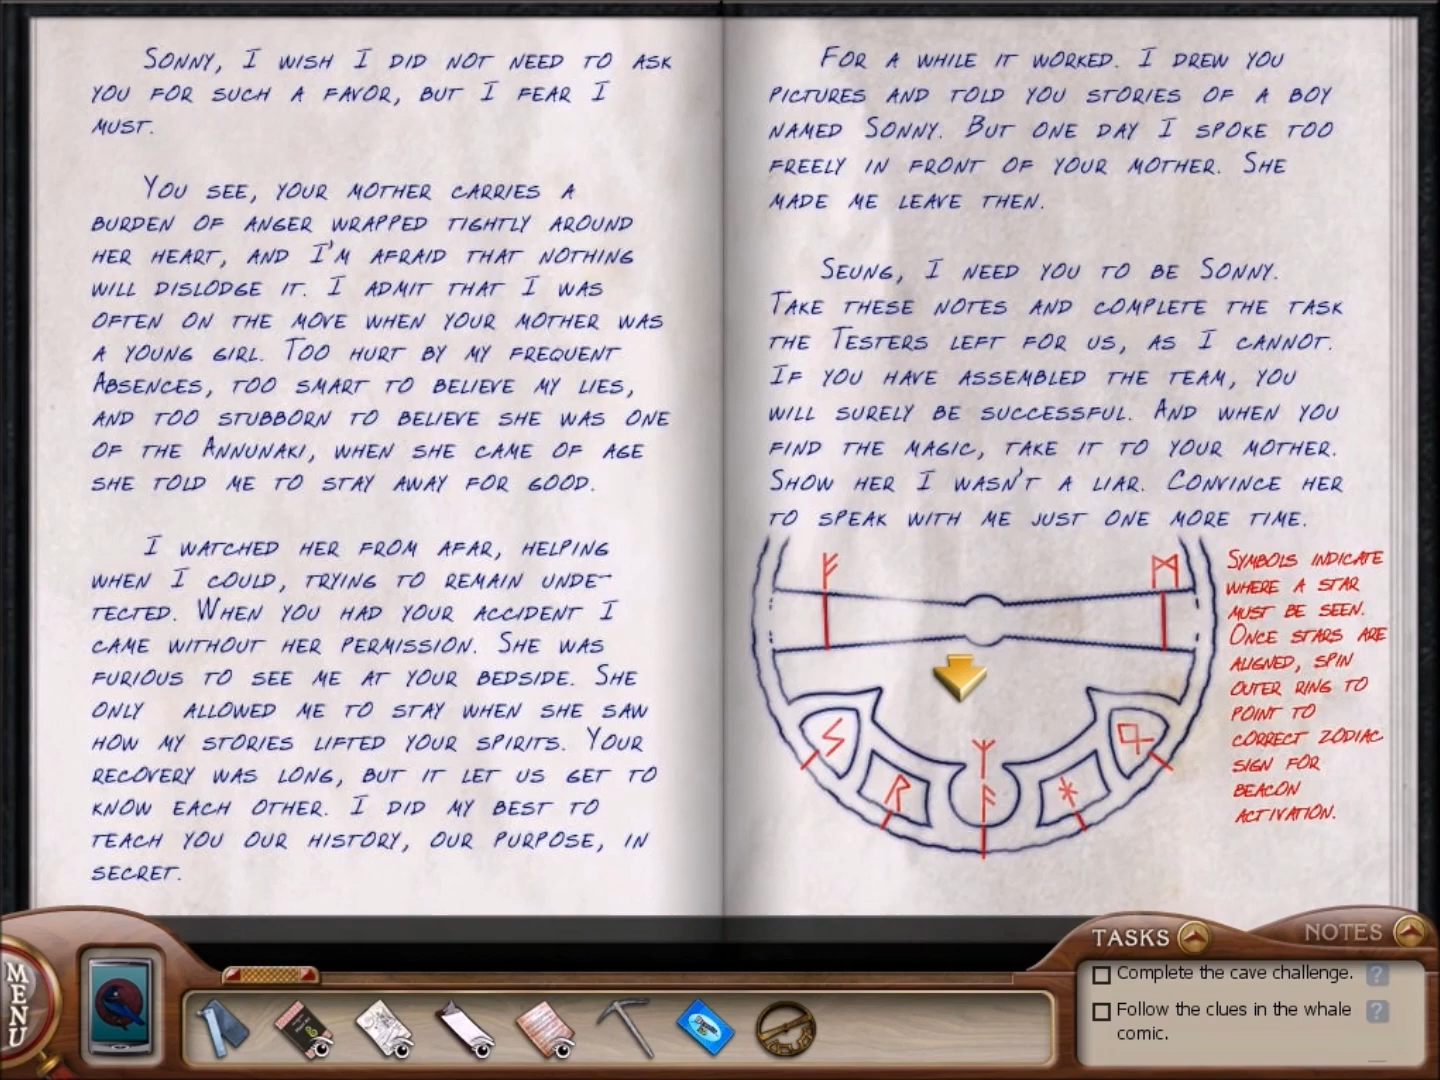 Sonny, I wish I did not need to ask
you for such a favor, but I fear I
must.
You see, your mother carries a
burden of anger wrapped tightly around
her heart, and I'm afraid that nothing
will dislodge it. I admit that I was
often on the move when your mother was
a young girl. Too hurt by my frequent
Absences, too smart to believe my lies,
and too stubborn to believe she was one
of the Annunaki, when she came of age
she told me to stay away for good.
I watched her from afar, helping
when I could, trying to remain unde-
tected. When you had your accident I
came without her permission. She was
furious to see me at your bedside. She
only allowed me to stay when she saw
how my stories lifted your spirits. Your
recovery was long, but it let us get to
know each other. I did my best to
teach you our history, our purpose, in
secret.
For a while it worked. I drew you
pictures and told you stories of a boy
named Sonny. But one day I spoke too
freely in front of your mother. She
made me leave then.
Seung, I need you to be Sonny.
Take these notes and complete the task
the Testers left for us, as I cannot.
If you have assembled the team, you
will surely be successful. And when you
find the magic, take it to your mother.
Show her I wasn't a liar. Convince her
to speak with me just one more time.
Symbols indicate
where a star
must be seen.
Once stars are
aligned, spin
outer ring to
point to
correct zodiac
sign for
beacon
activation.
MENU
TASKS
NOTES
Complete the cave challenge. ?
Follow the clues in the whale ?
comic.